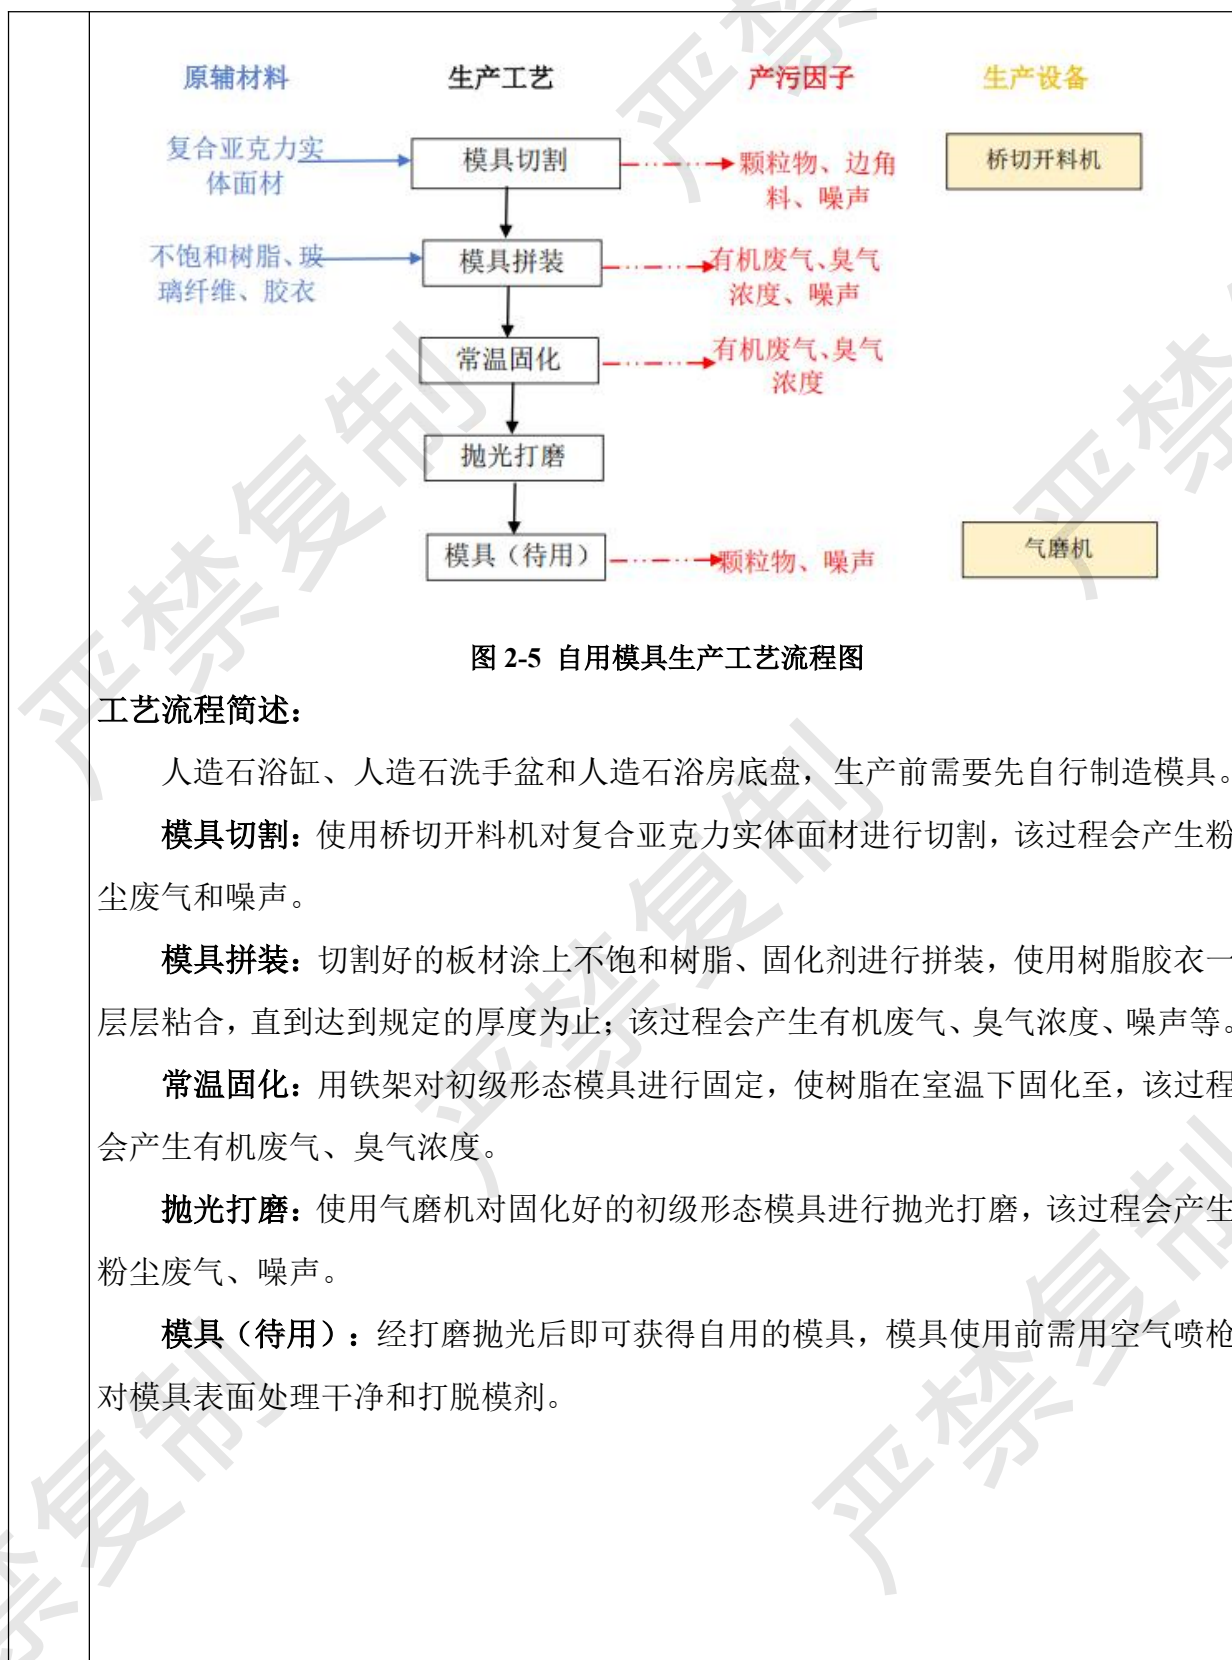 原辅材料 生产工艺 产污因子 生产设备
复合亚克力实
体面材
模具切割
颗粒物、边角
料、噪声
桥切开料机
不饱和树脂、玻
璃纤维、胶衣
模具拼装
有机废气、臭气
浓度、噪声
常温固化
有机废气、臭气
浓度
抛光打磨
模具（待用）
颗粒物、噪声
气磨机
图 2-5 自用模具生产工艺流程图
工艺流程简述：
人造石浴缸、人造石洗手盆和人造石浴房底盘，生产前需要先自行制造模具。
模具切割：使用桥切开料机对复合亚克力实体面材进行切割，该过程会产生粉
尘废气和噪声。
模具拼装：切割好的板材涂上不饱和树脂、固化剂进行拼装，使用树脂胶衣一
层层粘合，直到达到规定的厚度为止；该过程会产生有机废气、臭气浓度、噪声等。
常温固化：用铁架对初级形态模具进行固定，使树脂在室温下固化至，该过程
会产生有机废气、臭气浓度。
抛光打磨：使用气磨机对固化好的初级形态模具进行抛光打磨，该过程会产生
粉尘废气、噪声。
模具（待用）：经打磨抛光后即可获得自用的模具，模具使用前需用空气喷枪
对模具表面处理干净和打脱模剂。
严禁
严禁复制
严禁
严禁复制
严禁复制
禁复制